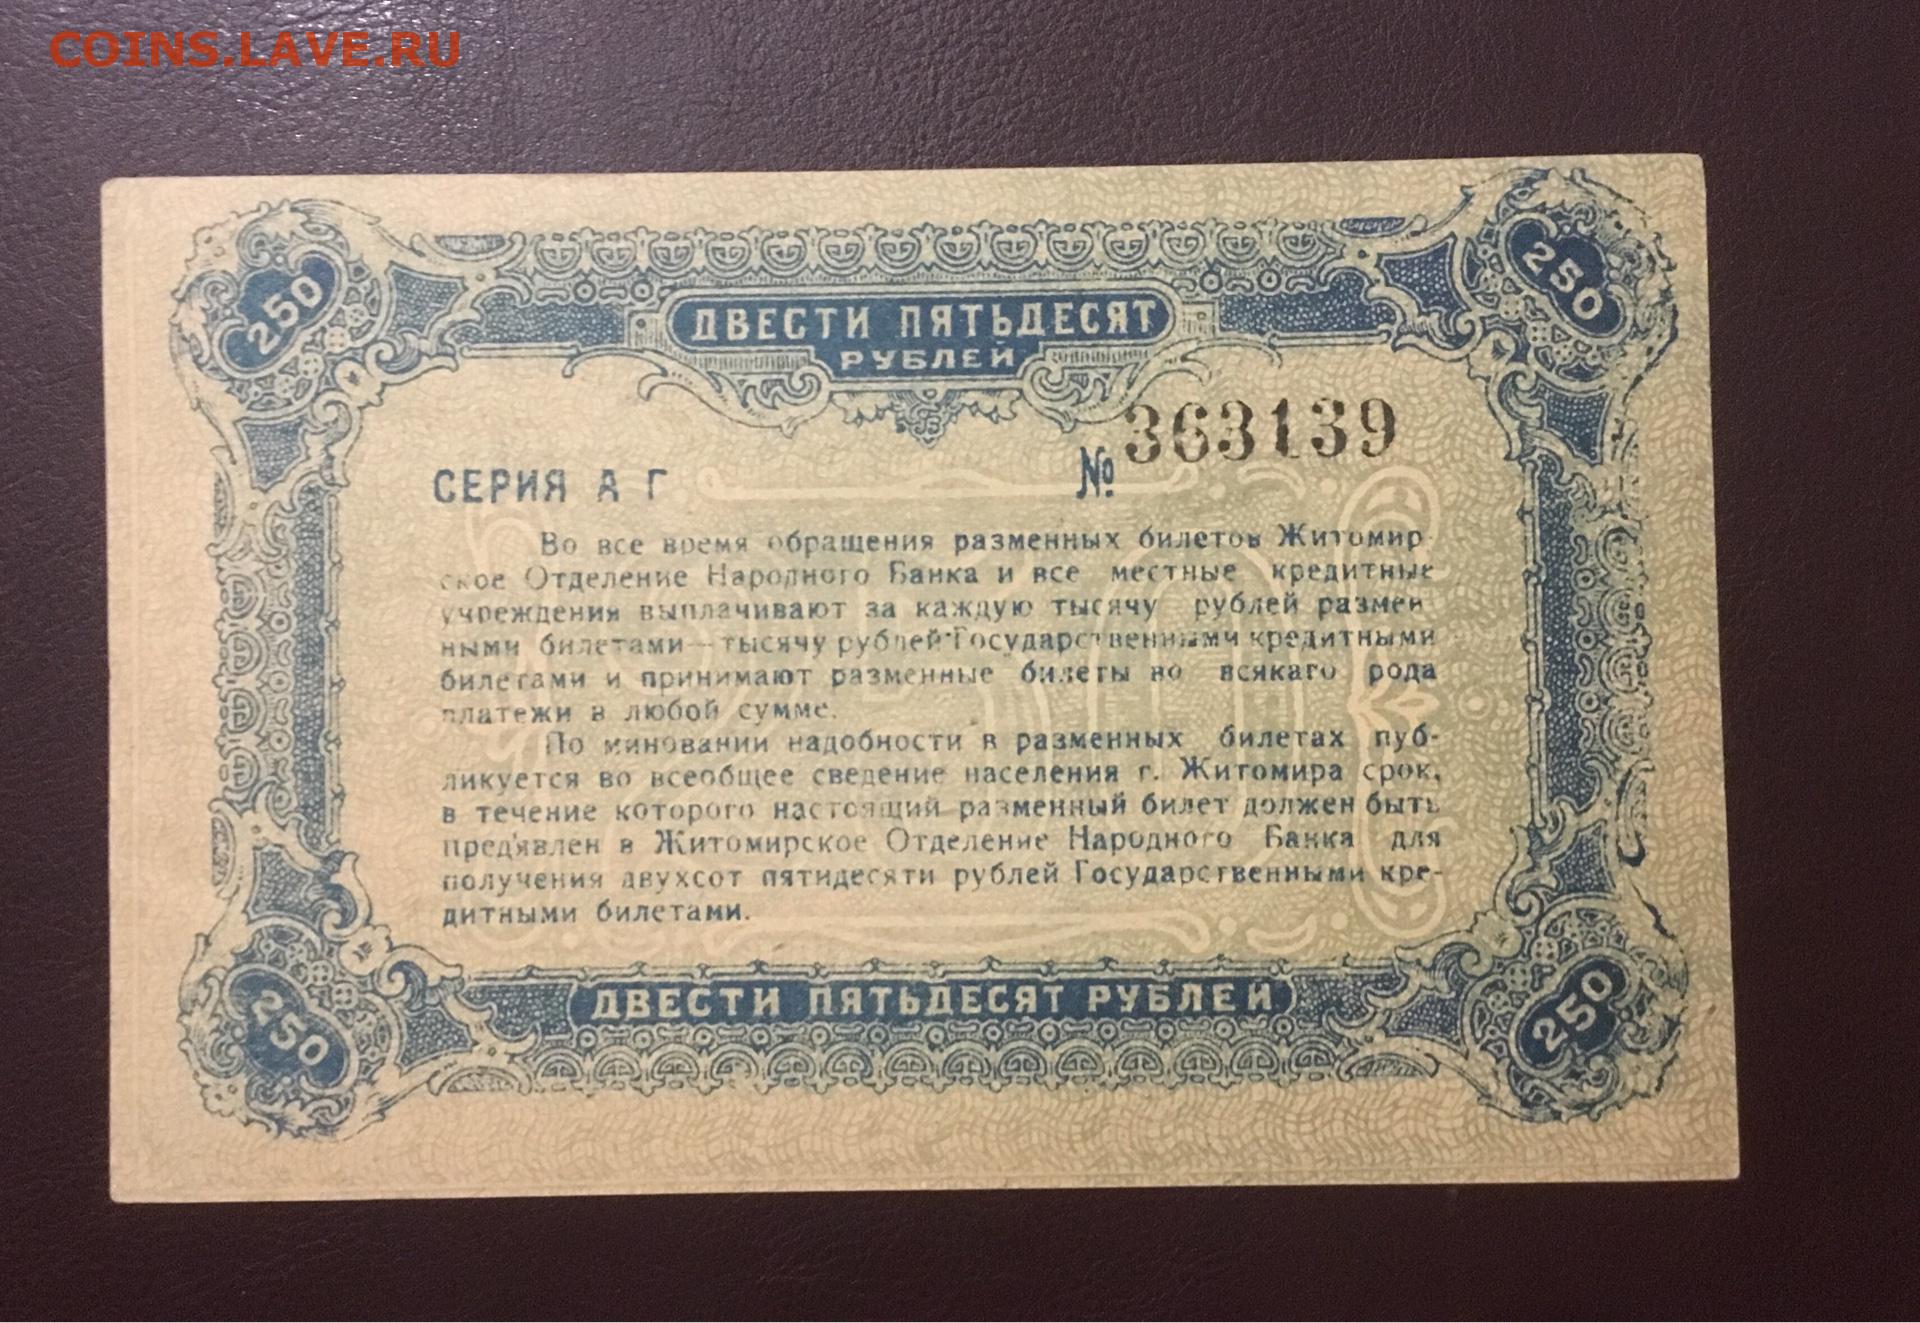 COINS.LAVE.RU
250 250
ДВЕСТИ ПЯТЬДЕСЯТ
РУБЛЕЙ
СЕРИЯ А Г № 363139
Во все время обращения разменных билетов Житомир-
ское Отделение Народного Банка и все местные кредитные
учреждения выплачивают за каждую тысячу рублей размен
ными билетами—тысячу рублей Государственными кредитными
билетами и принимают разменные билеты во всякаго рода
платежи в любой сумме.
По миновании надобности в разменных билетах пуб-
ликуется во всеобщее сведение населения г. Житомира срок,
в течение которого настоящий разменный билет должен быть
пред'явлен в Житомирское Отделение Народного Банка для
получения двухсот пятидесяти рублей Государственными кре-
дитными билетами.
250 ДВЕСТИ ПЯТЬДЕСЯТ РУБЛЕЙ 250